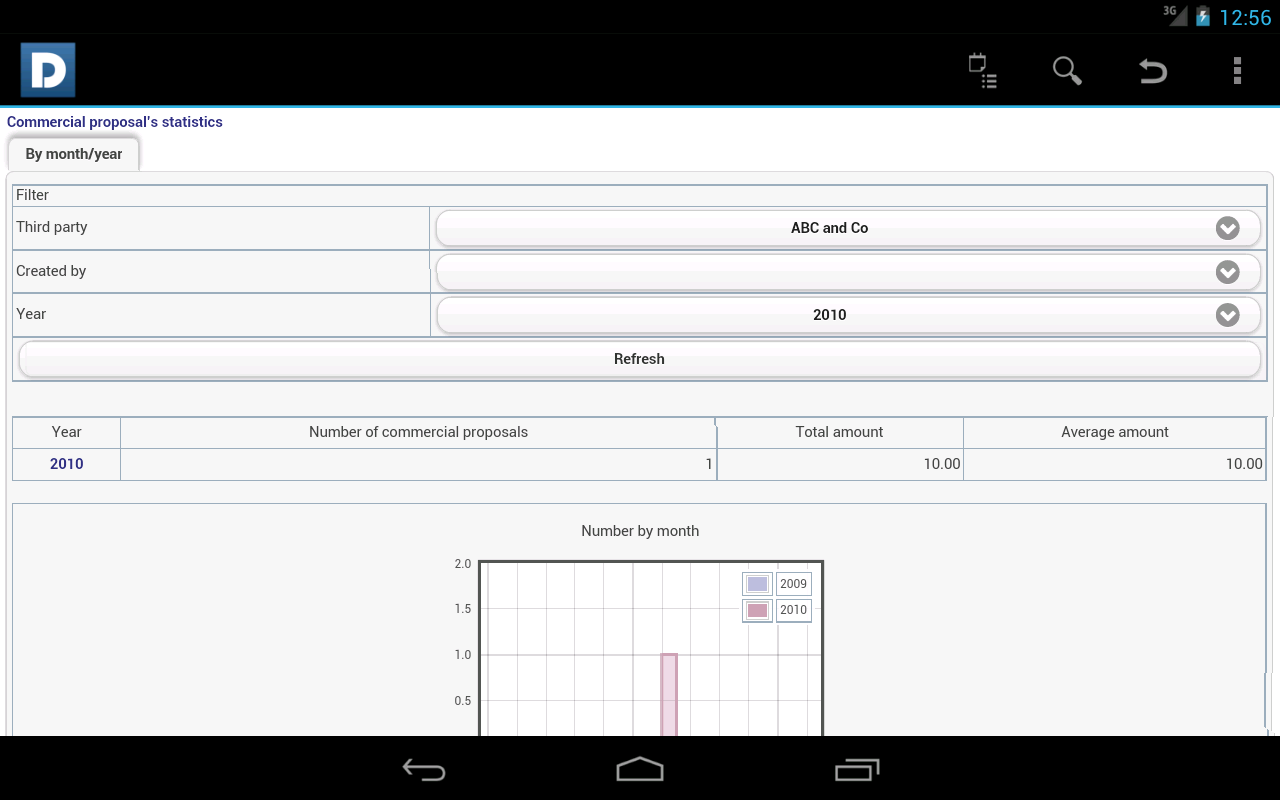 3G 12:56
D
Commercial proposal's statistics
By month/year
Filter
Third party ABC and Co
Created by
Year 2010
Refresh
Year Number of commercial proposals Total amount Average amount
2010 1 10.00 10.00
Number by month
2.0
2009
1.5
2010
1.0
0.5